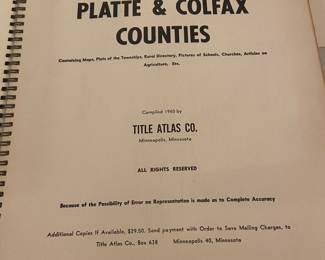 PLATTE & COLFAX
COUNTIES
Containing Maps, Plats of the Townships, Rural Directory, Pictures of Schools, Churches, Articles on
Agriculture, Etc.
Compiled 1965 by
TITLE ATLAS CO.
Minneapolis, Minnesota
ALL RIGHTS RESERVED
Because of the Possibility of Error no Representation is made as to Complete Accuracy
Additional Copies If Available, $29.50. Send payment with Order to Save Mailing Charges, to
Title Atlas Co., Box 638 Minneapolis 40, Minnesota